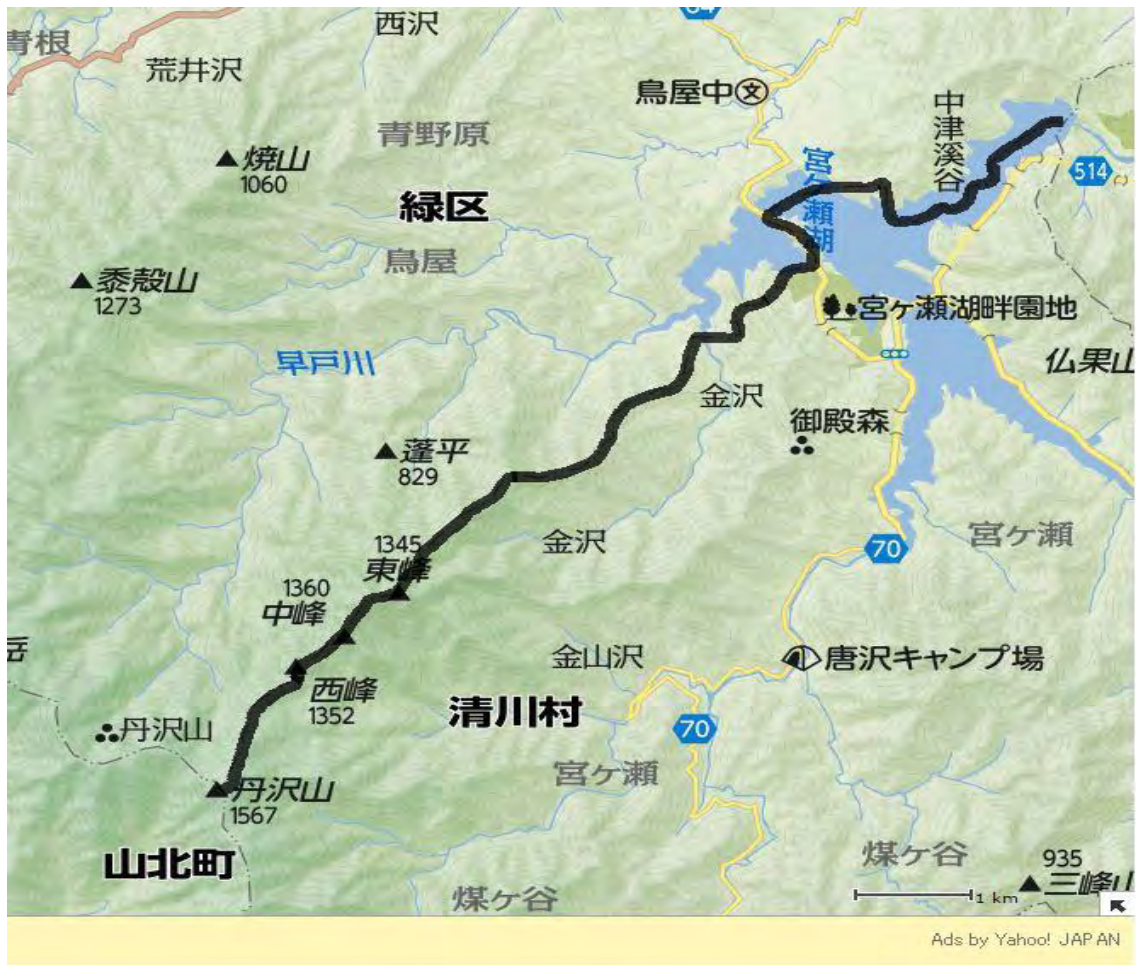 64
青根
西沢
荒井沢
鳥屋中
文
中津渓谷
青野原
514
焼山
1060
宮ヶ瀬湖
緑区
鳥屋
黍殻山
1273
宮ヶ瀬湖畔園地
早戸川
仏果山
金沢
御殿森
蓬平
829
金沢
宮ヶ瀬
70
1345
東峰
1360
中峰
岳
金山沢
唐沢キャンプ場
西峰
1352
清川村
丹沢山
70
宮ヶ瀬
丹沢山
1567
山北町
煤ヶ谷
935
三峰山
煤ヶ谷
1 km
Ads by Yahoo! JAPAN